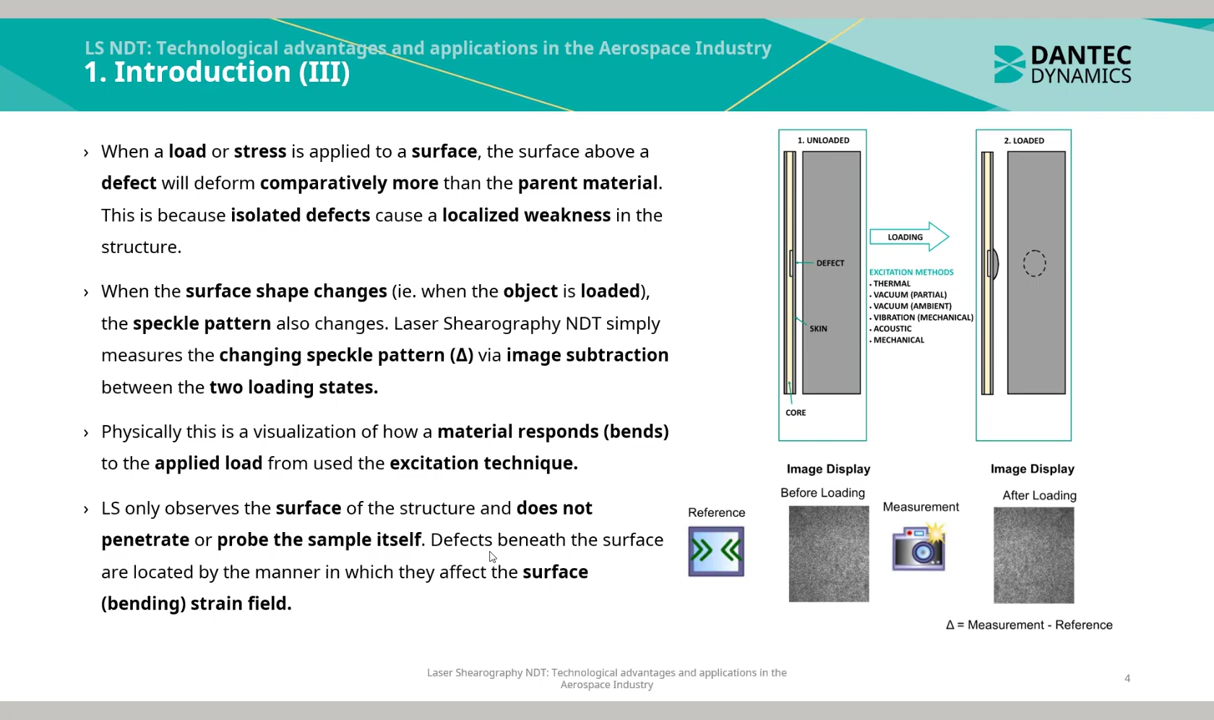 LS NDT: Technological advantages and applications in the Aerospace Industry
1. Introduction (III)
DANTEC
DYNAMICS
› When a load or stress is applied to a surface, the surface above a
defect will deform comparatively more than the parent material.
This is because isolated defects cause a localized weakness in the
structure.
› When the surface shape changes (ie. when the object is loaded),
the speckle pattern also changes. Laser Shearography NDT simply
measures the changing speckle pattern (Δ) via image subtraction
between the two loading states.
› Physically this is a visualization of how a material responds (bends)
to the applied load from used the excitation technique.
› LS only observes the surface of the structure and does not
penetrate or probe the sample itself. Defects beneath the surface
are located by the manner in which they affect the surface
(bending) strain field.
1. UNLOADED
2. LOADED
LOADING
DEFECT
EXCITATION METHODS
• THERMAL
• VACUUM (PARTIAL)
• VACUUM (AMBIENT)
• VIBRATION (MECHANICAL)
• ACOUSTIC
• MECHANICAL
SKIN
CORE
Image Display
Image Display
Before Loading
After Loading
Reference
Measurement
Δ = Measurement - Reference
Laser Shearography NDT: Technological advantages and applications in the
Aerospace Industry
4